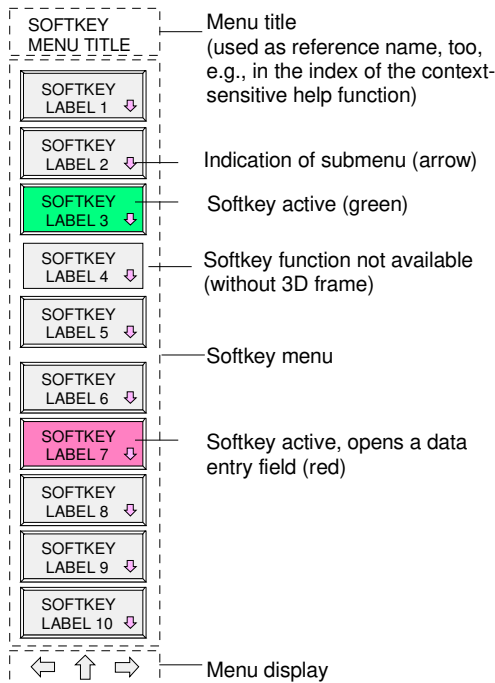 SOFTKEY
MENU TITLE
Menu title
(used as reference name, too,
e.g., in the index of the context-
sensitive help function)
SOFTKEY
LABEL 1
SOFTKEY
LABEL 2
Indication of submenu (arrow)
SOFTKEY
LABEL 3
Softkey active (green)
SOFTKEY
LABEL 4
Softkey function not available
(without 3D frame)
SOFTKEY
LABEL 5
Softkey menu
SOFTKEY
LABEL 6
SOFTKEY
LABEL 7
Softkey active, opens a data
entry field (red)
SOFTKEY
LABEL 8
SOFTKEY
LABEL 9
SOFTKEY
LABEL 10
Menu display